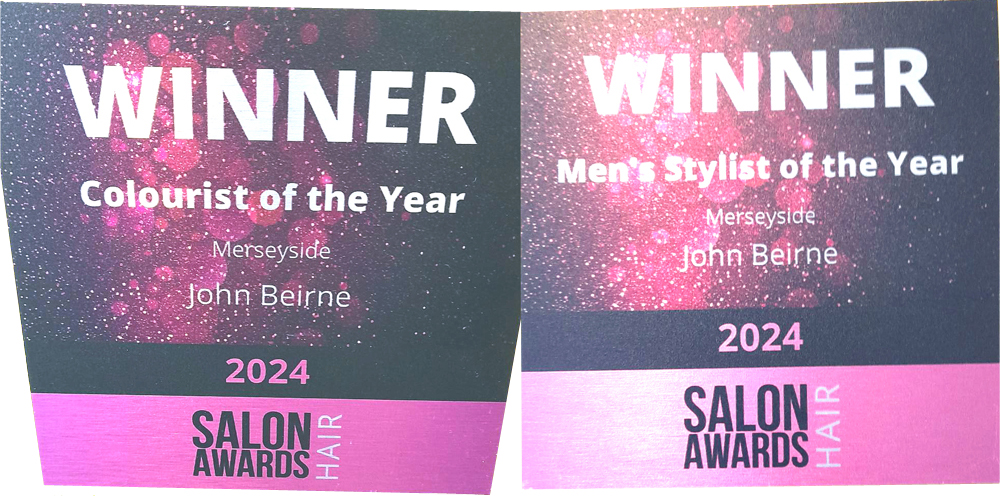 WINNER
Colourist of the Year
Merseyside
John Beirne
2024
SALON
AWARDS
HAIR
WINNER
Men's Stylist of the Year
Merseyside
John Beirne
2024
SALON
AWARDS
HAIR